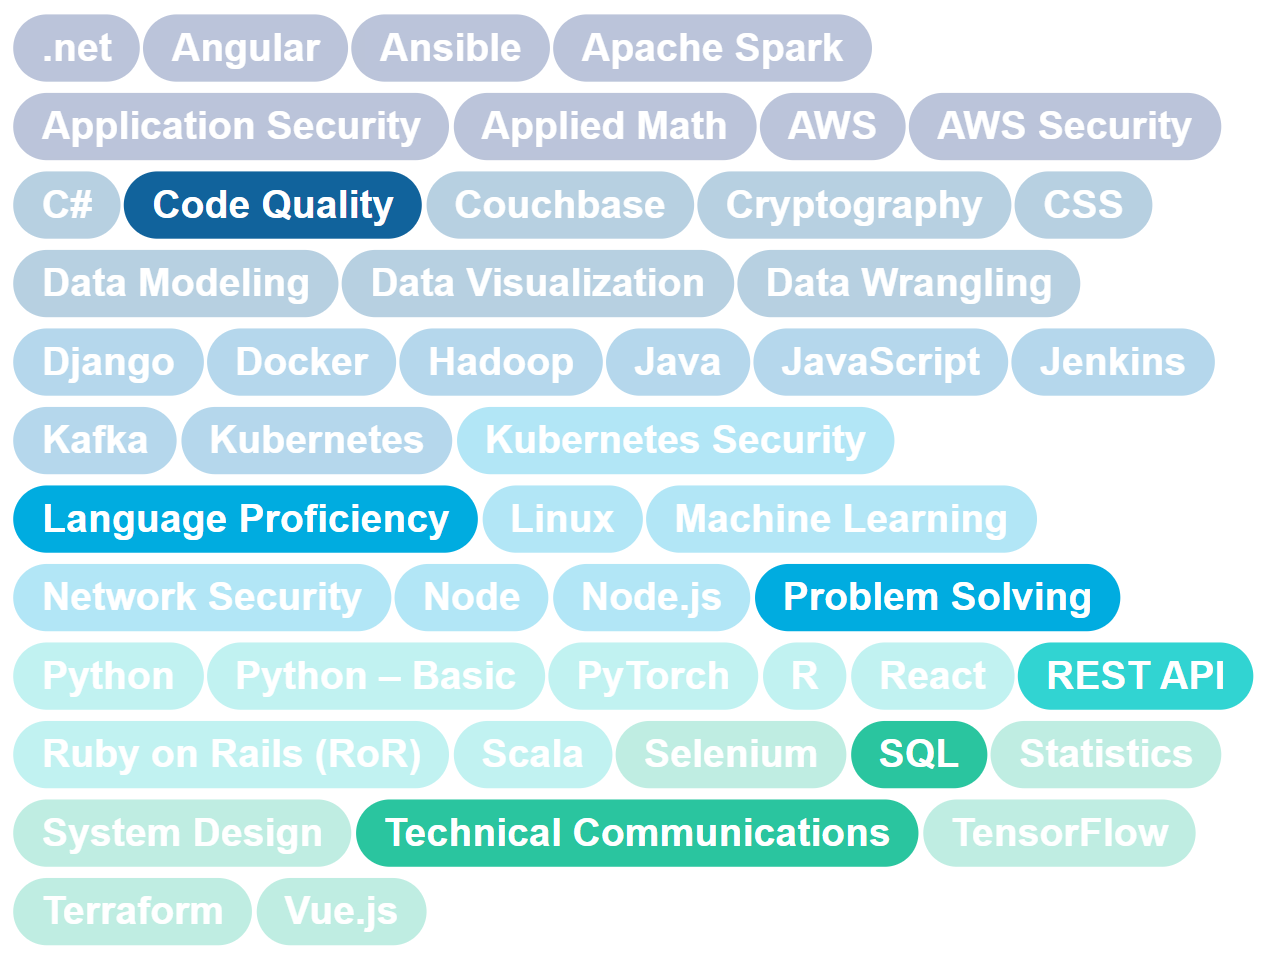 .net Angular Ansible Apache Spark
Application Security Applied Math AWS AWS Security
C# Code Quality Couchbase Cryptography CSS
Data Modeling Data Visualization Data Wrangling
Django Docker Hadoop Java JavaScript Jenkins
Kafka Kubernetes Kubernetes Security
Language Proficiency Linux Machine Learning
Network Security Node Node.js Problem Solving
Python Python – Basic PyTorch R React REST API
Ruby on Rails (RoR) Scala Selenium SQL Statistics
System Design Technical Communications TensorFlow
Terraform Vue.js